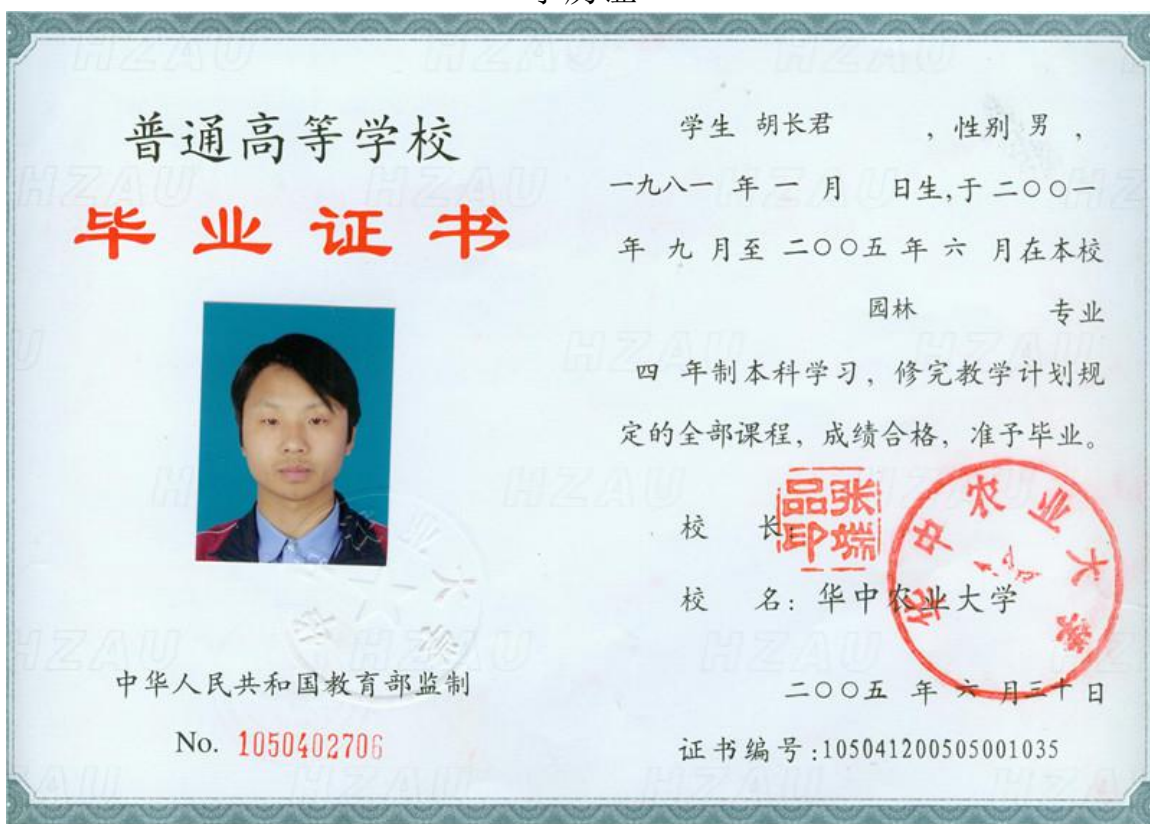 普通高等学校
毕业证书
中华人民共和国教育部监制
No. 1050402706
学生 胡长君 ，性别 男 ，
一九八一 年 一 月 日生,于 二〇〇一
年 九 月至 二〇〇五 年 六 月在本校
园林 专业
四 年制本科学习，修完教学计划规
定的全部课程，成绩合格，准予毕业。
校 长:
张端品印
校 名: 华中农业大学
华中农业大学
二〇〇五 年 六 月三十日
证书编号:105041200505001035
HZAU